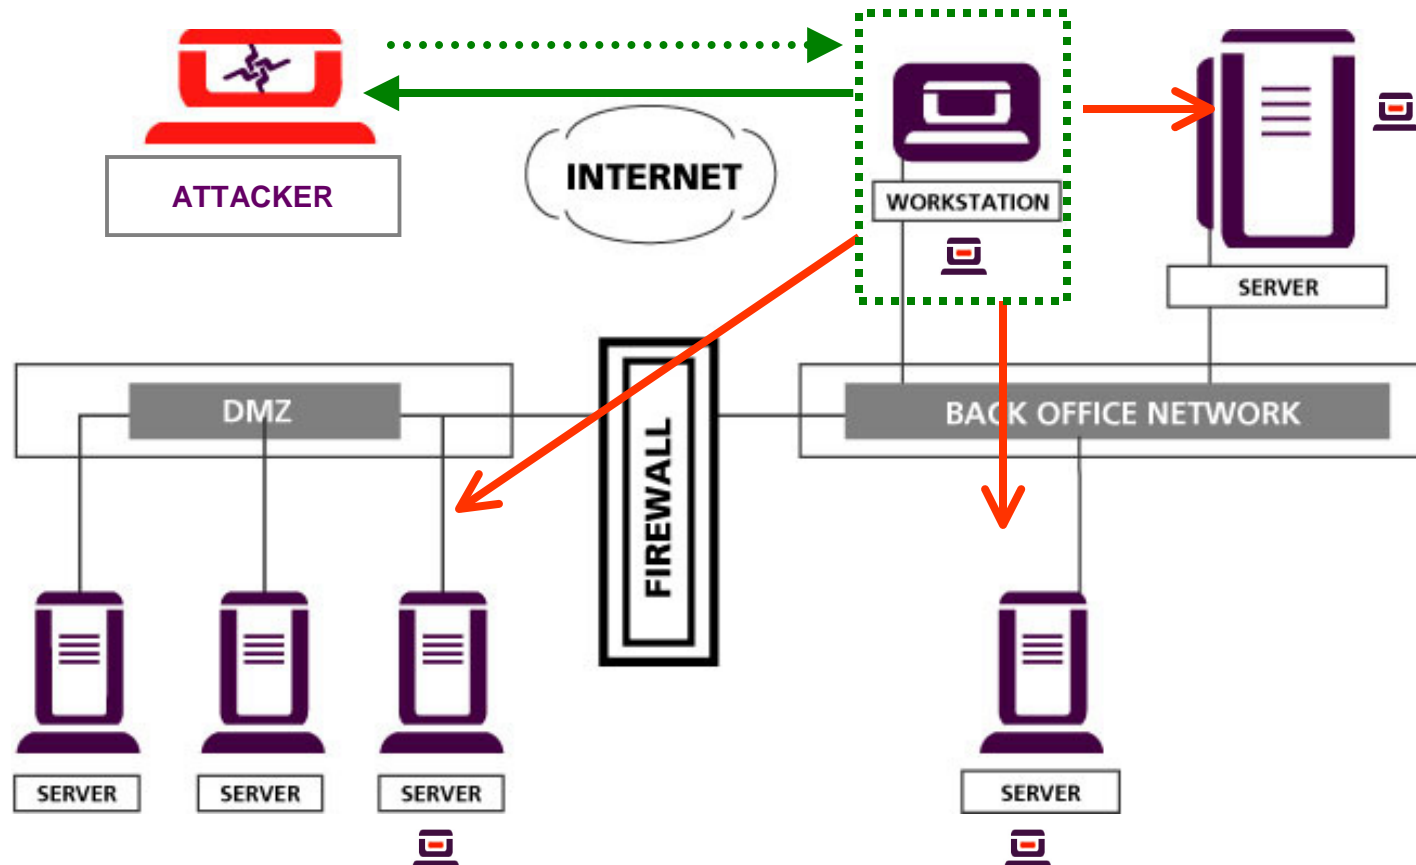 ATTACKER
INTERNET
WORKSTATION
SERVER
DMZ
FIREWALL
BACK OFFICE NETWORK
SERVER
SERVER
SERVER
SERVER